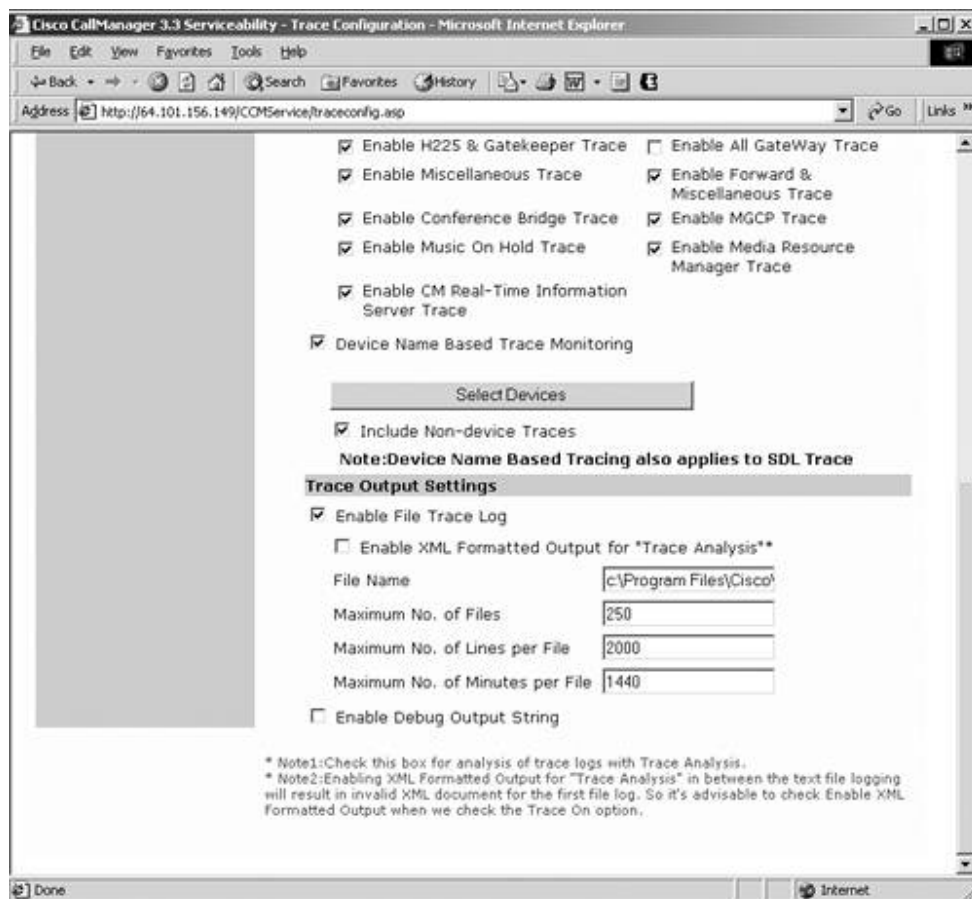 Cisco CallManager 3.3 Serviceability - Trace Configuration - Microsoft Internet Explorer
File Edit View Favorites Tools Help
Back Search Favorites History
Address http://64.101.156.149/CCMService/traceconfig.asp Go Links »
Enable H225 & Gatekeeper Trace Enable All GateWay Trace
Enable Miscellaneous Trace Enable Forward &
Miscellaneous Trace
Enable Conference Bridge Trace Enable MGCP Trace
Enable Music On Hold Trace Enable Media Resource
Manager Trace
Enable CM Real-Time Information
Server Trace
Device Name Based Trace Monitoring
Select Devices
Include Non-device Traces
Note:Device Name Based Tracing also applies to SDL Trace
Trace Output Settings
Enable File Trace Log
Enable XML Formatted Output for "Trace Analysis"*
File Name c:\Program Files\Cisco\
Maximum No. of Files 250
Maximum No. of Lines per File 2000
Maximum No. of Minutes per File 1440
Enable Debug Output String
* Note1:Check this box for analysis of trace logs with Trace Analysis.
* Note2:Enabling XML Formatted Output for "Trace Analysis" in between the text file logging
will result in invalid XML document for the first file log. So it's advisable to check Enable XML
Formatted Output when we check the Trace On option.
Done Internet